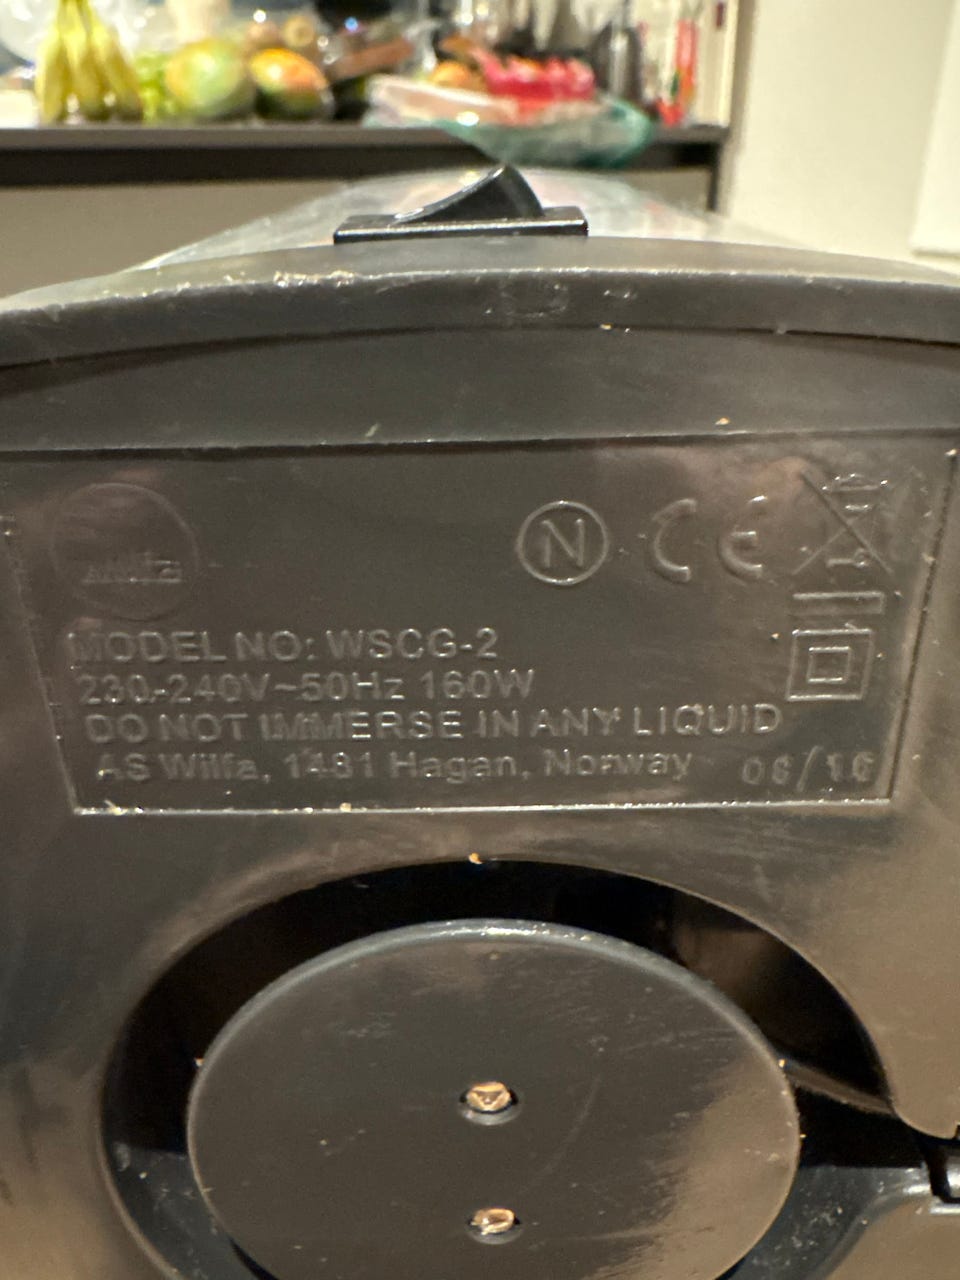 Wilfa
N CE
MODEL NO: WSCG-2
230-240V~50Hz 160W
DO NOT IMMERSE IN ANY LIQUID
AS Wilfa, 1481 Hagan, Norway 06/16